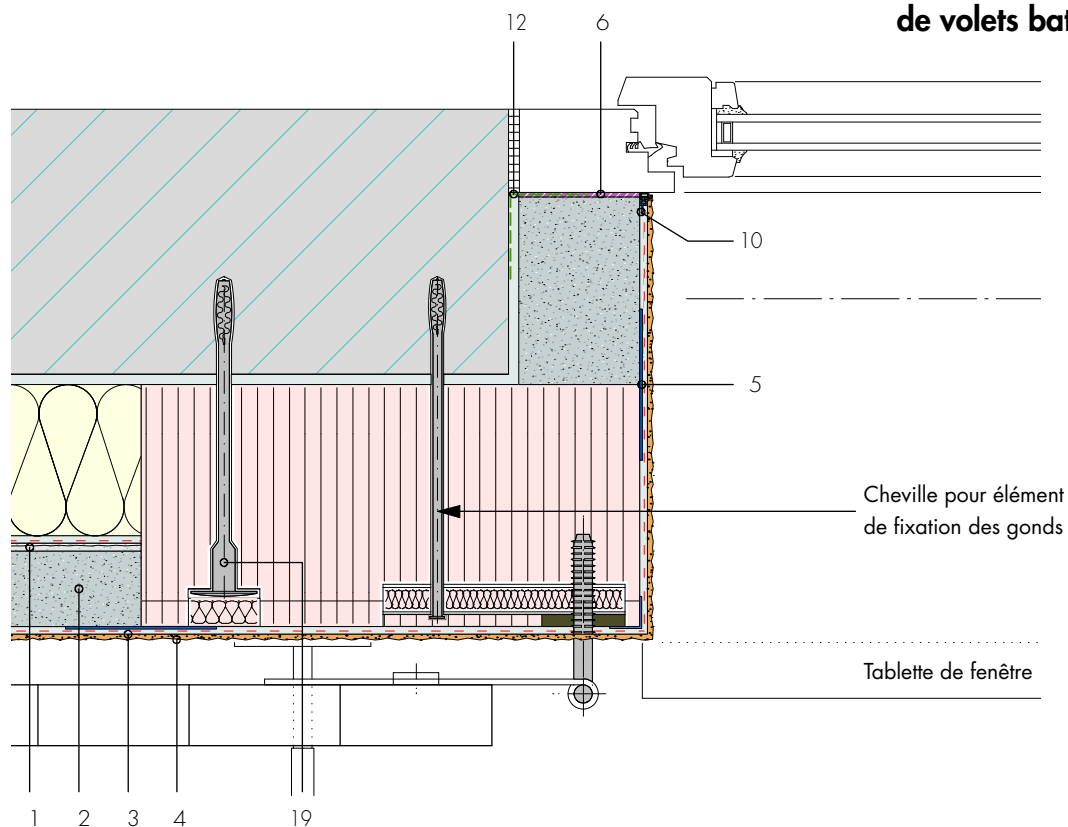 de volets bat
12
6
10
5
Cheville pour élément
de fixation des gonds
Tablette de fenêtre
1
2
3
4
19